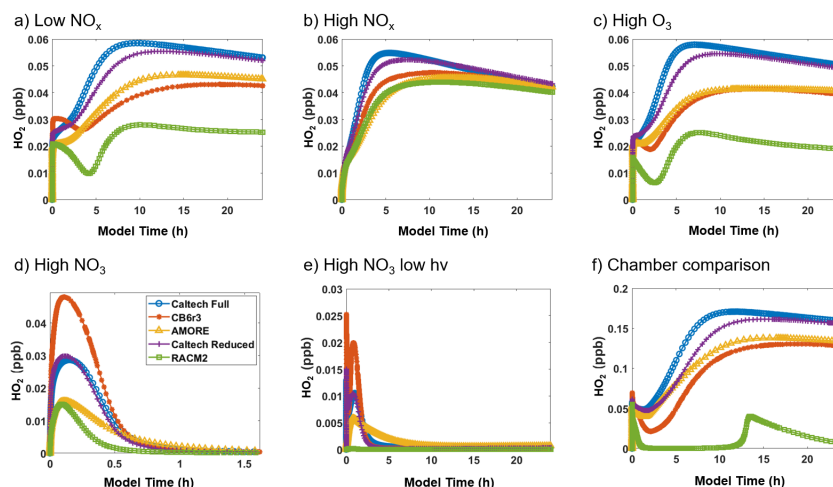 a) Low NOx
b) High NOx
c) High O3
HO2 (ppb)
0.06
0.05
0.04
0.03
0.02
0.01
0
0 5 10 15 20
Model Time (h)
HO2 (ppb)
0.06
0.05
0.04
0.03
0.02
0.01
0
0 5 10 15 20
Model Time (h)
HO2 (ppb)
0.06
0.05
0.04
0.03
0.02
0.01
0
0 5 10 15 20
Model Time (h)
d) High NO3
e) High NO3 low hv
f) Chamber comparison
HO2 (ppb)
0.04
0.03
0.02
0.01
0
0 0.5 1 1.5
Model Time (h)
Caltech Full
CB6r3
AMORE
Caltech Reduced
RACM2
HO2 (ppb)
0.03
0.025
0.02
0.015
0.01
0.005
0
0 5 10 15 20
Model Time (h)
HO2 (ppb)
0.2
0.15
0.1
0.05
0
0 5 10 15 20
Model Time (h)